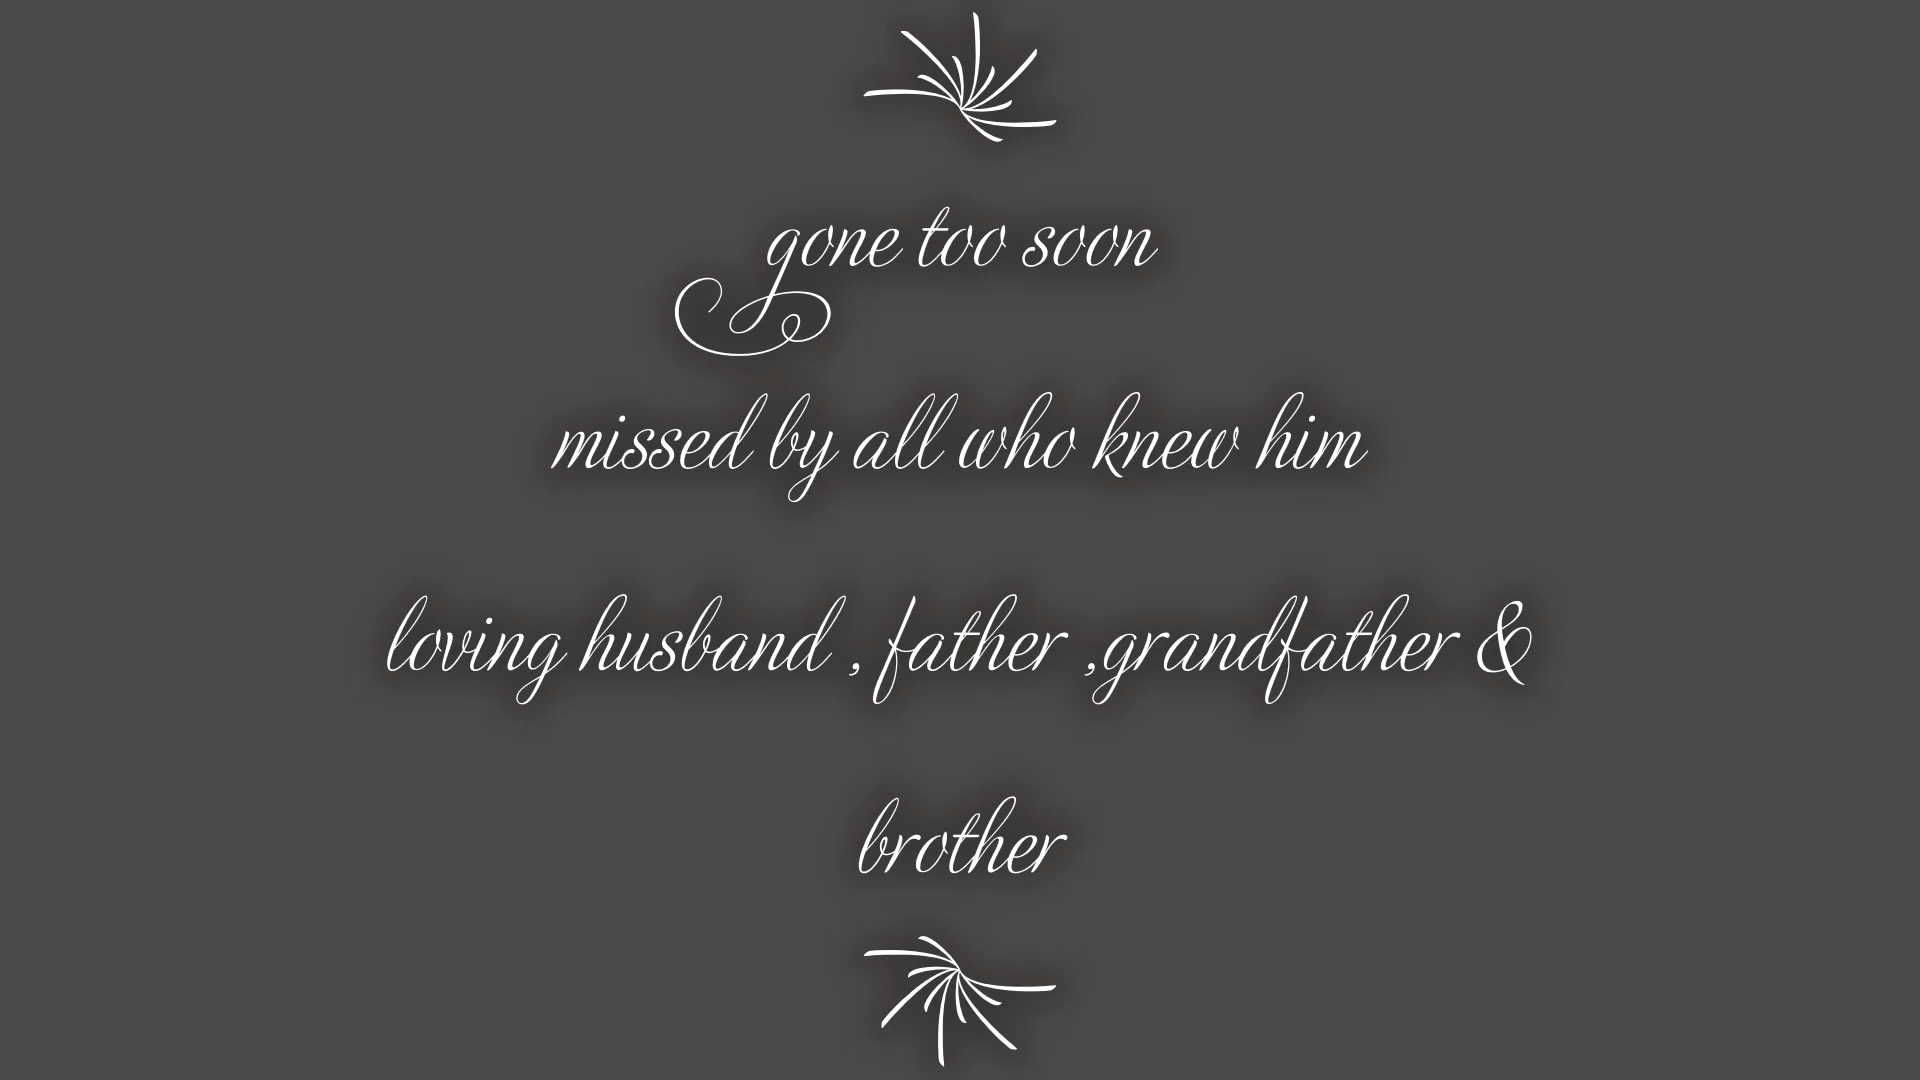 gone too soon
missed by all who knew him
loving husband , father ,grandfather &
brother